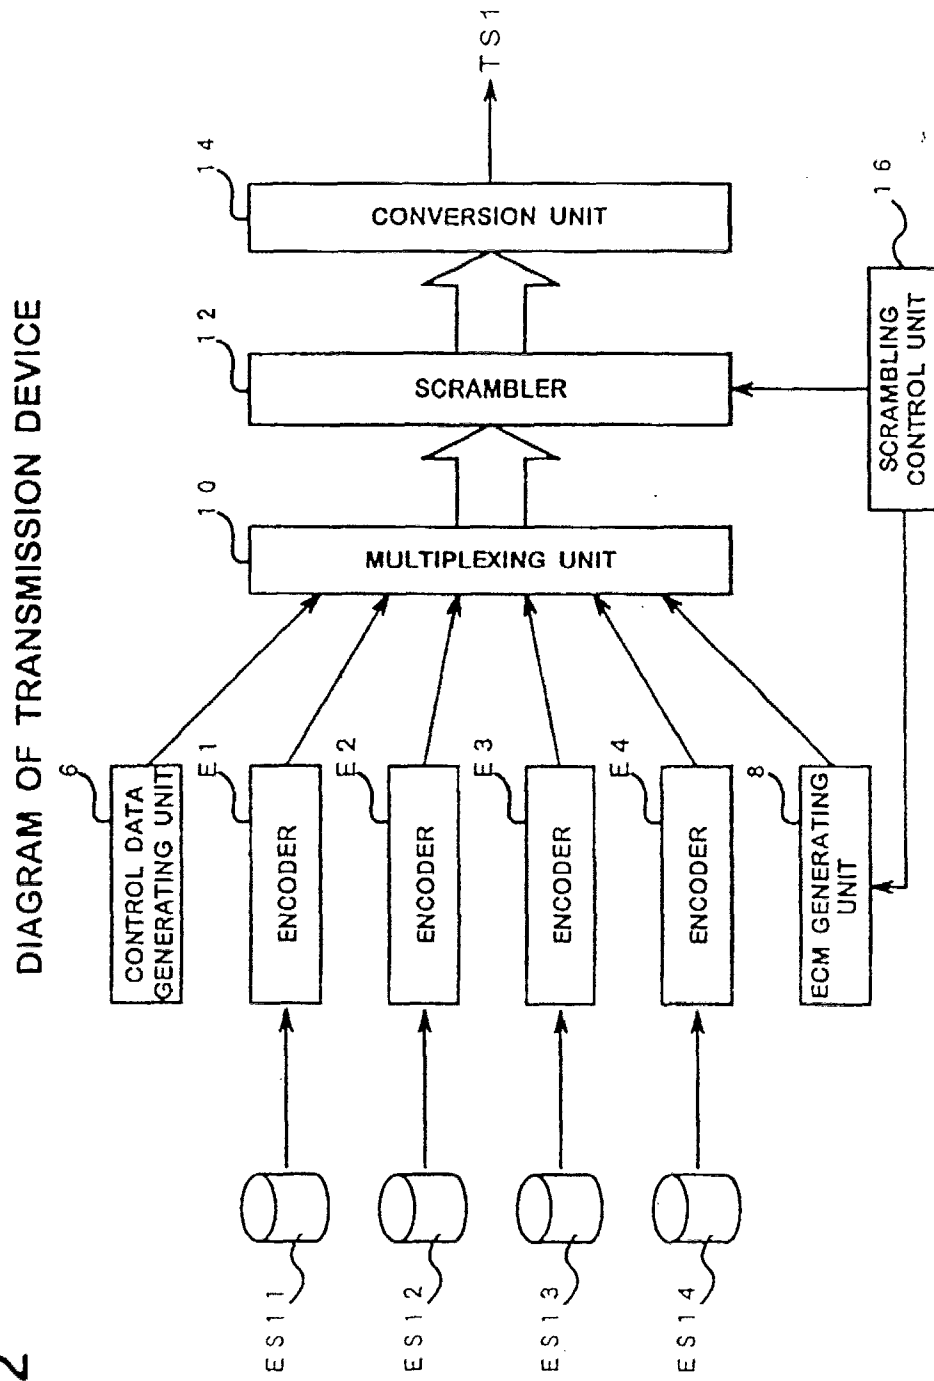 2
DIAGRAM OF TRANSMISSION DEVICE
6
CONTROL DATA
GENERATING UNIT
ES11
E1
ENCODER
ES12
E2
ENCODER
ES13
E3
ENCODER
ES14
E4
ENCODER
8
ECM GENERATING
UNIT
10
MULTIPLEXING UNIT
12
SCRAMBLER
14
CONVERSION UNIT
TS1
16
SCRAMBLING
CONTROL UNIT